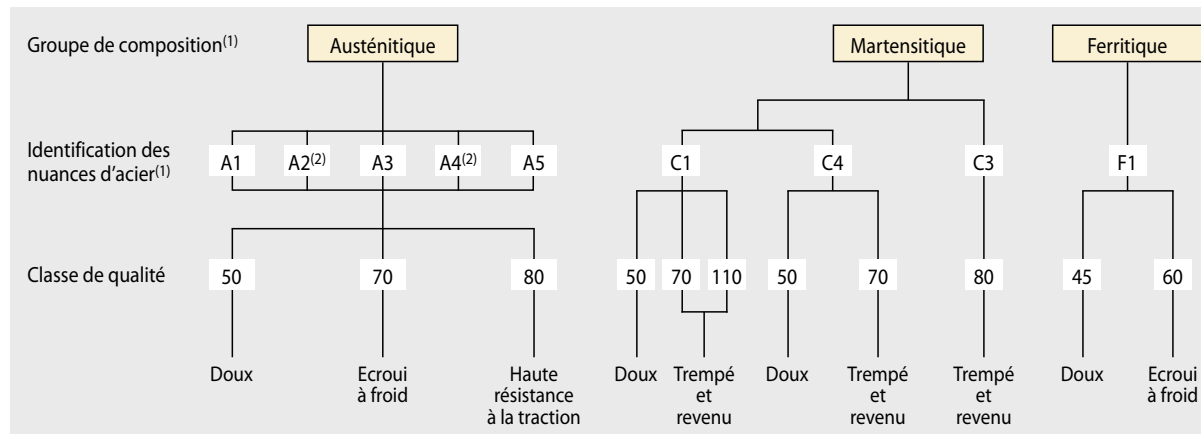 Groupe de composition(1)
Austénitique
Martensitique
Ferritique
Identification des
nuances d'acier(1)
A1
A2(2)
A3
A4(2)
A5
C1
C4
C3
F1
Classe de qualité
50
70
80
50
70
110
50
70
80
45
60
Doux
Ecroui
à froid
Haute
résistance
à la traction
Doux
Trempé
et
revenu
Doux
Trempé
et
revenu
Trempé
et
revenu
Doux
Ecroui
à froid